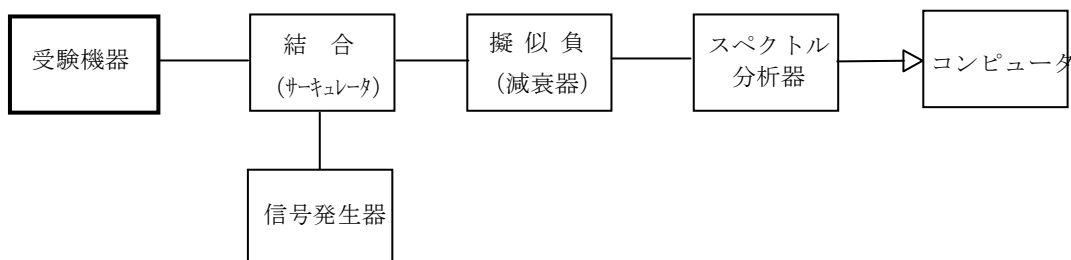 受験機器
結　合
(サーキュレータ)
擬 似 負
(減衰器)
スペクトル
分析器
コンピュータ
信号発生器